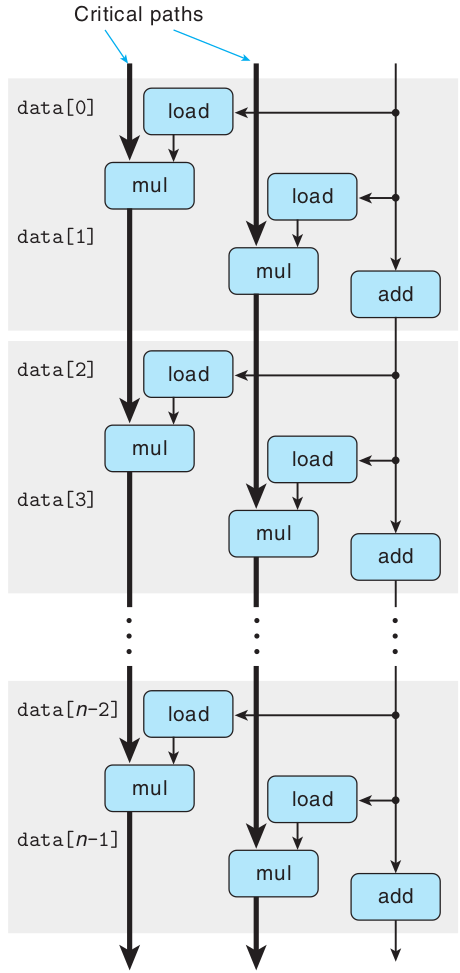 Critical paths
data[0]
load
mul
load
data[1]
mul
add
data[2]
load
mul
load
data[3]
mul
add
data[n-2]
load
mul
load
data[n-1]
mul
add